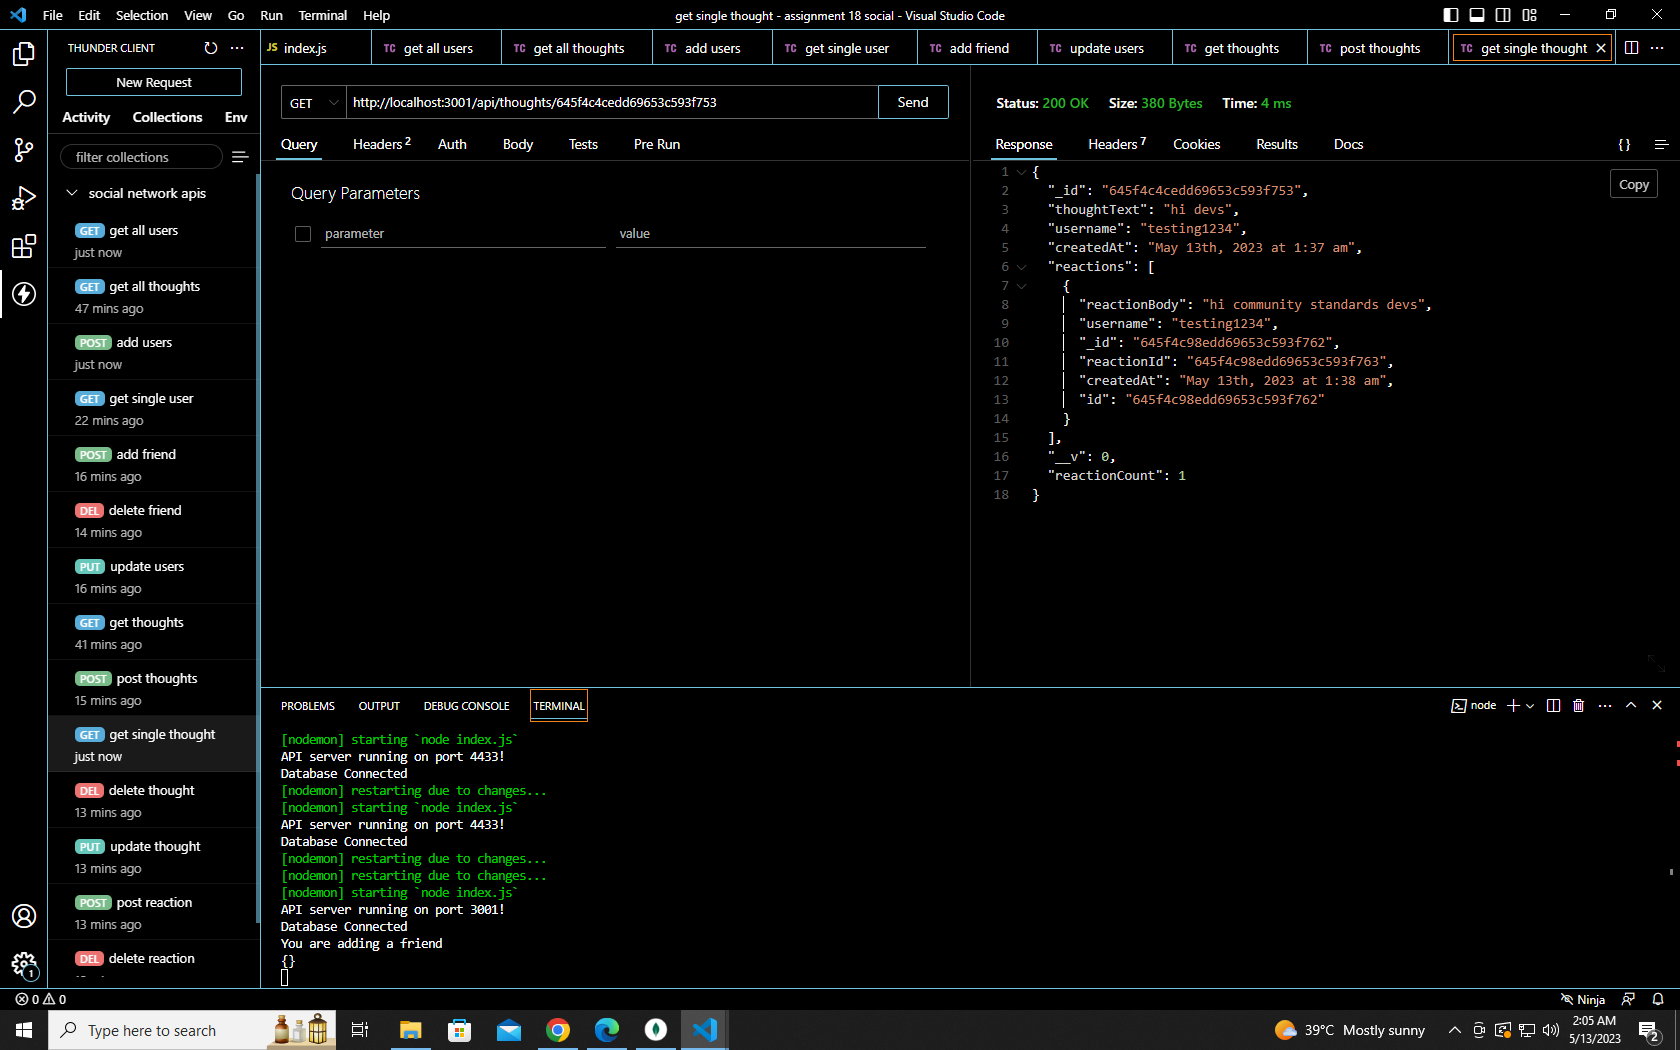 File Edit Selection View Go Run Terminal Help
get single thought - assignment 18 social - Visual Studio Code
THUNDER CLIENT
New Request
Activity Collections Env
filter collections
social network apis
GET get all users
just now
GET get all thoughts
47 mins ago
POST add users
just now
GET get single user
22 mins ago
POST add friend
16 mins ago
DEL delete friend
14 mins ago
PUT update users
16 mins ago
GET get thoughts
41 mins ago
POST post thoughts
15 mins ago
GET get single thought
just now
DEL delete thought
13 mins ago
PUT update thought
13 mins ago
POST post reaction
13 mins ago
DEL delete reaction
JS index.js TC get all users TC get all thoughts TC add users TC get single user TC add friend TC update users TC get thoughts TC post thoughts TC get single thought
GET http://localhost:3001/api/thoughts/645f4c4cedd69653c593f753 Send
Query Headers 2 Auth Body Tests Pre Run
Query Parameters
parameter value
Status: 200 OK Size: 380 Bytes Time: 4 ms
Response Headers 7 Cookies Results Docs {}
Copy
1 {
2 "_id": "645f4c4cedd69653c593f753",
3 "thoughtText": "hi devs",
4 "username": "testing1234",
5 "createdAt": "May 13th, 2023 at 1:37 am",
6 "reactions": [
7 {
8 "reactionBody": "hi community standards devs",
9 "username": "testing1234",
10 "_id": "645f4c98edd69653c593f762",
11 "reactionId": "645f4c98edd69653c593f763",
12 "createdAt": "May 13th, 2023 at 1:38 am",
13 "id": "645f4c98edd69653c593f762"
14 }
15 ],
16 "__v": 0,
17 "reactionCount": 1
18 }
PROBLEMS OUTPUT DEBUG CONSOLE TERMINAL
node
[nodemon] starting `node index.js`
API server running on port 4433!
Database Connected
[nodemon] restarting due to changes...
[nodemon] starting `node index.js`
API server running on port 4433!
Database Connected
[nodemon] restarting due to changes...
[nodemon] restarting due to changes...
[nodemon] starting `node index.js`
API server running on port 3001!
Database Connected
You are adding a friend
{}
1
0 0
Ninja
Type here to search
39°C Mostly sunny
2:05 AM
5/13/2023
2